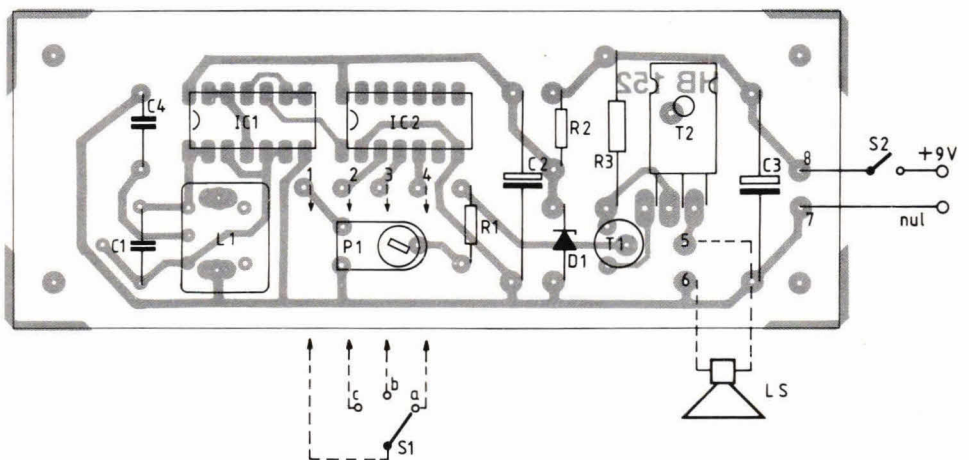 HB 152
C4
IC1
IC2
T2
R2
R3
C2
C3
S2
+9V
8
1
2
3
4
nul
7
L1
P1
R1
D1
T1
5
C1
6
c
b
a
S1
LS